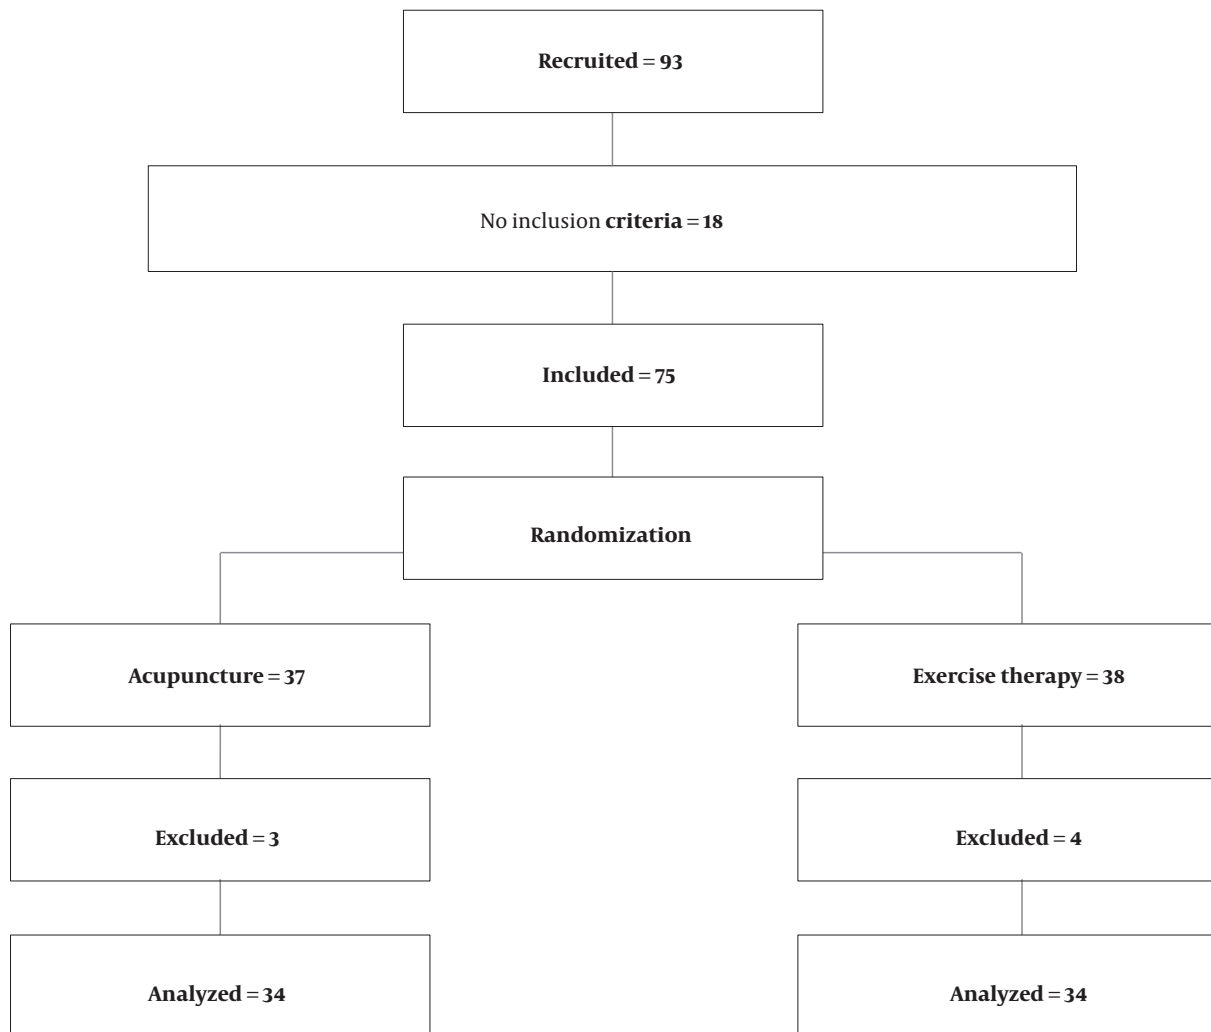 Recruited = 93
No inclusion criteria = 18
Included = 75
Randomization
Acupuncture = 37
Exercise therapy = 38
Excluded = 3
Excluded = 4
Analyzed = 34
Analyzed = 34